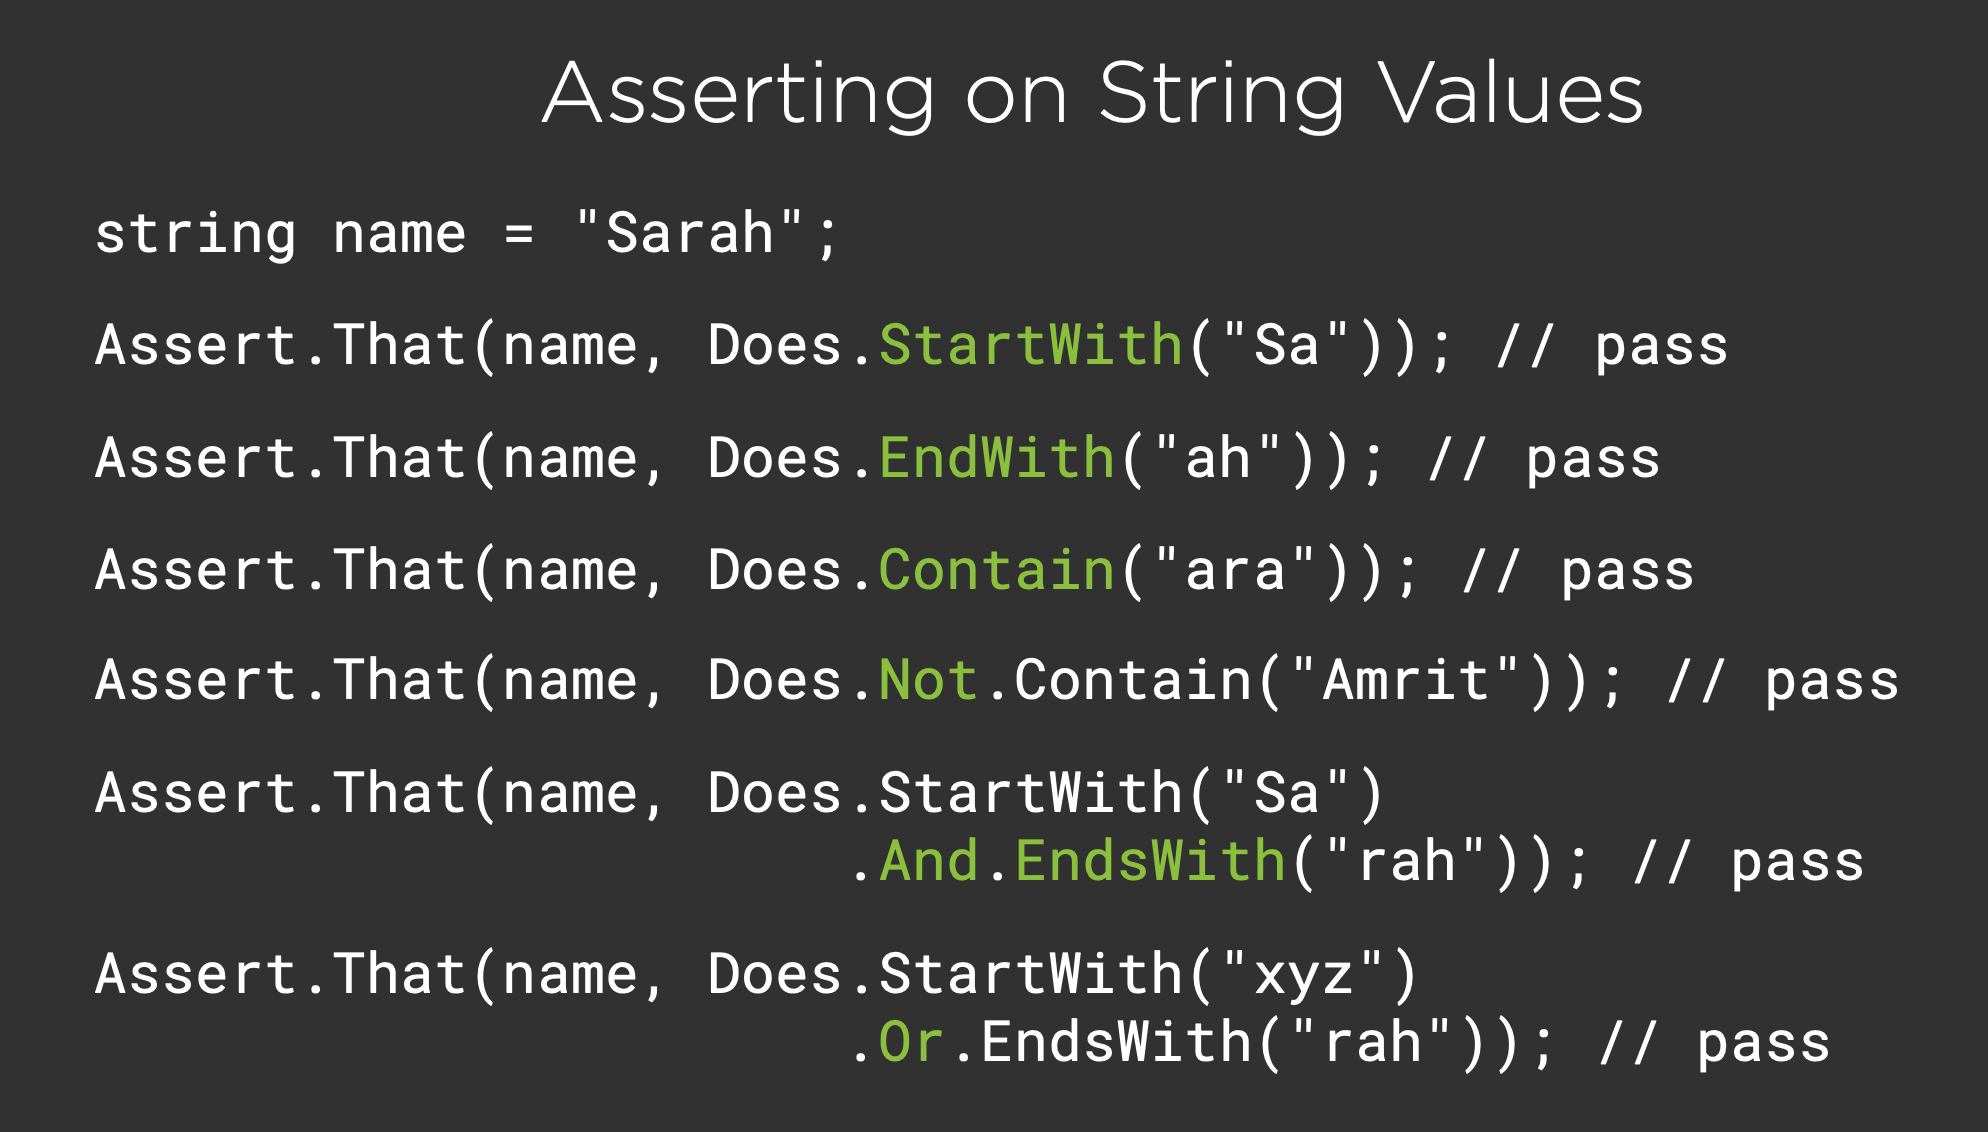 Asserting on String Values
string name = "Sarah";
Assert.That(name, Does.StartWith("Sa")); // pass
Assert.That(name, Does.EndWith("ah")); // pass
Assert.That(name, Does.Contain("ara")); // pass
Assert.That(name, Does.Not.Contain("Amrit")); // pass
Assert.That(name, Does.StartWith("Sa")
.And.EndsWith("rah")); // pass
Assert.That(name, Does.StartWith("xyz")
.Or.EndsWith("rah")); // pass